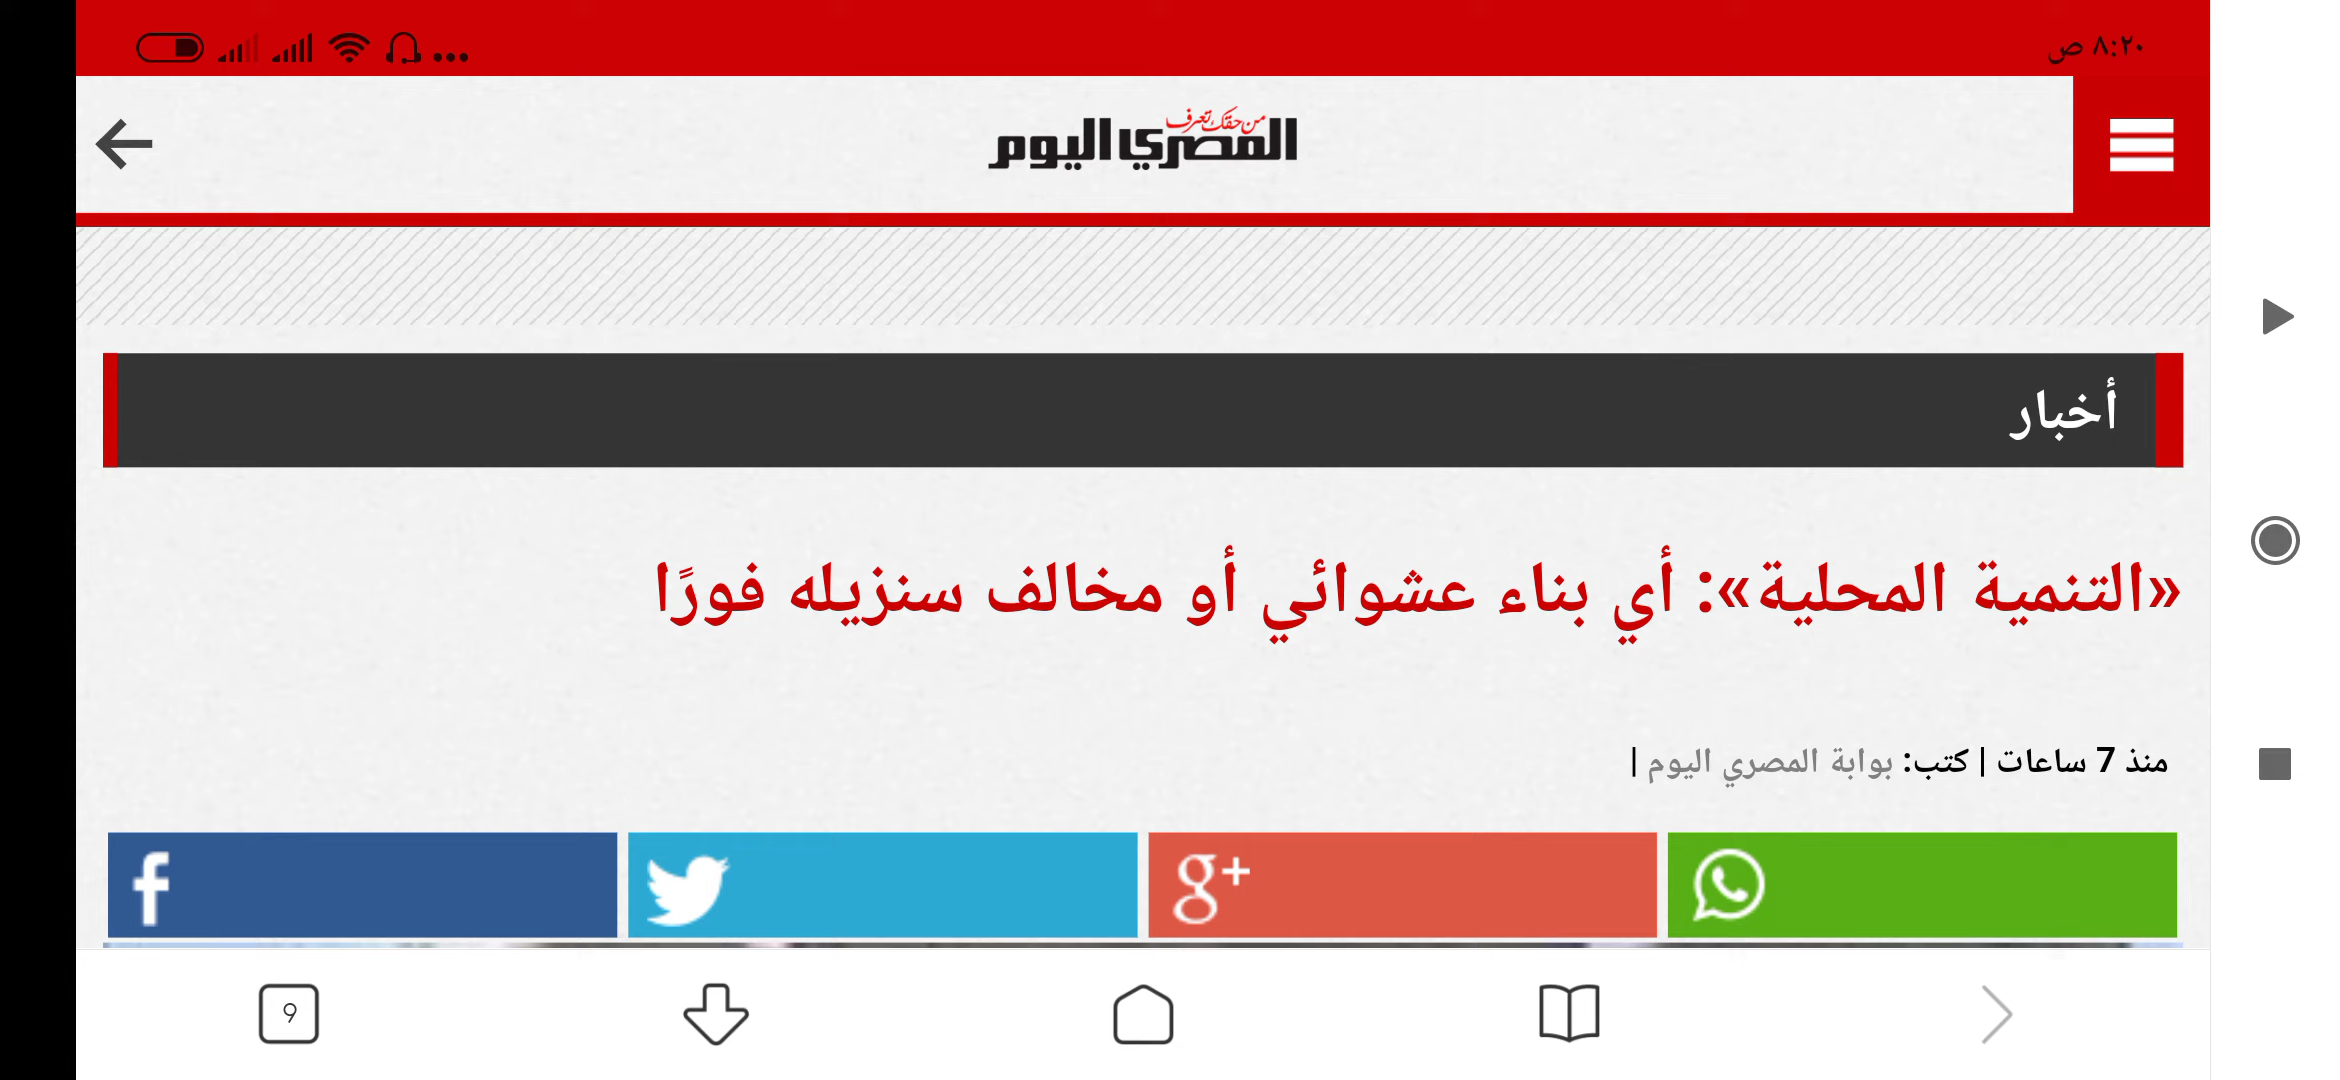 ٨:٢٠ ص
من حقك تعرف
المصري اليوم
أخبار
«التنمية المحلية»: أي بناء عشوائي أو مخالف سنزيله فورًا
منذ 7 ساعات | كتب: بوابة المصري اليوم |
f g+
٩